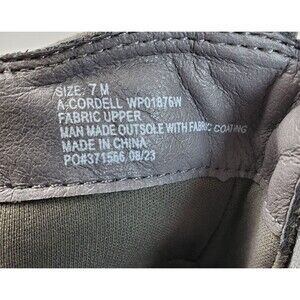 SIZE: 7 M
A-CORDELL WP01876W
FABRIC UPPER
MAN MADE OUTSOLE WITH FABRIC COATING
MADE IN CHINA
PO#371566 08/23